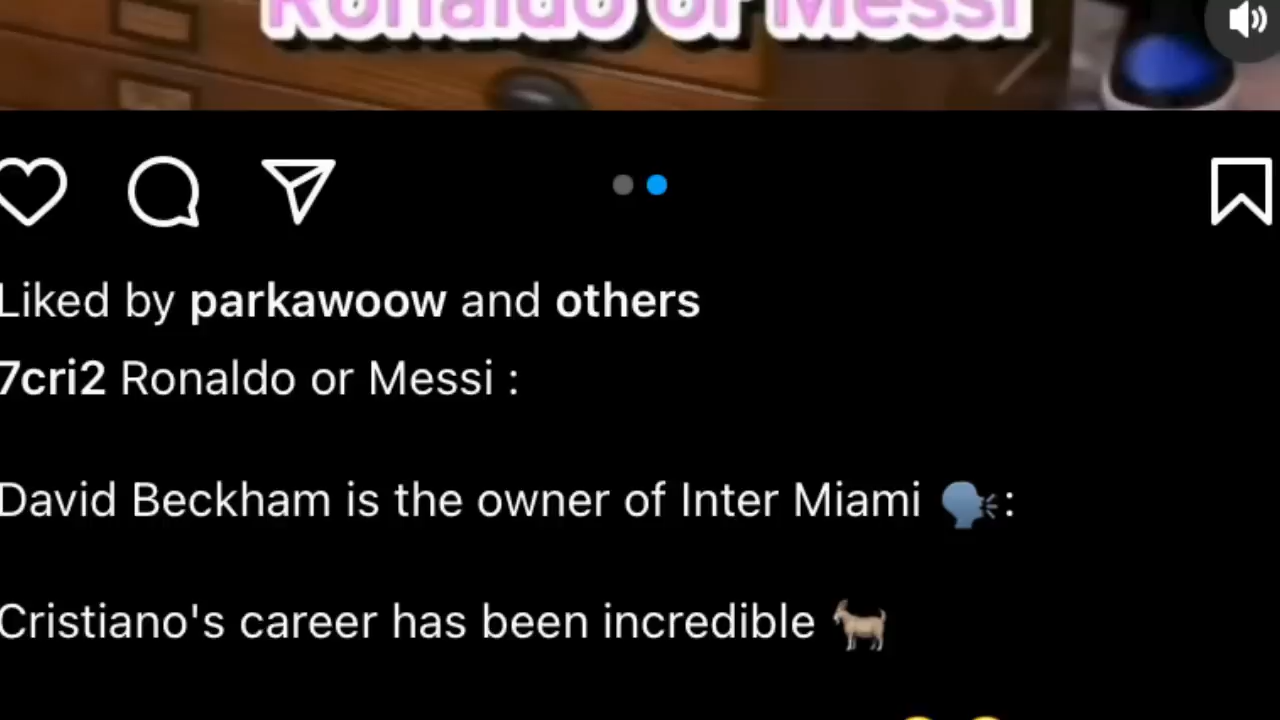 Ronaldo or Messi
Liked by parkawoow and others
7cri2 Ronaldo or Messi :
David Beckham is the owner of Inter Miami 🗣️:
Cristiano's career has been incredible 🐐